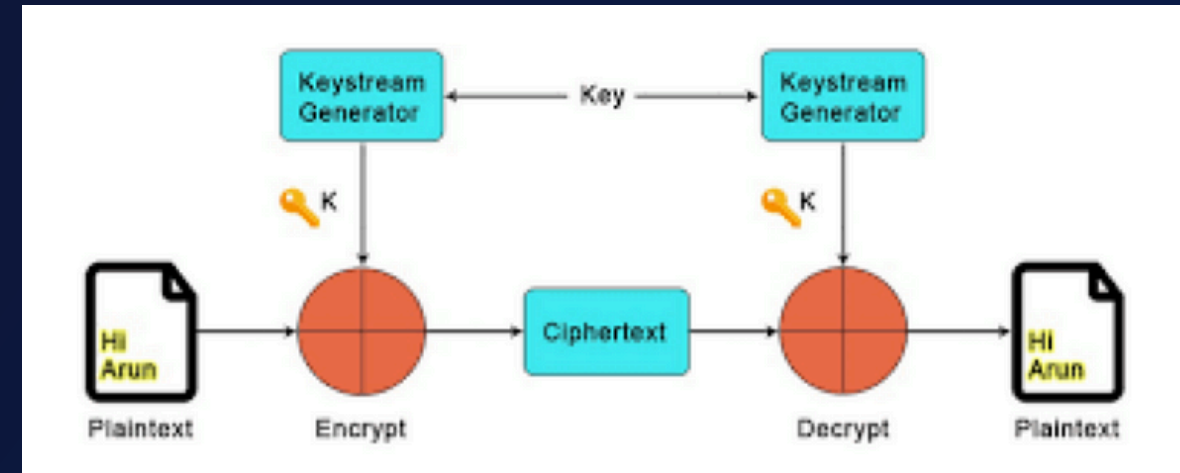 Keystream
Generator
Key
Keystream
Generator
K
K
Hi
Arun
Ciphertext
Hi
Arun
Plaintext
Encrypt
Decrypt
Plaintext